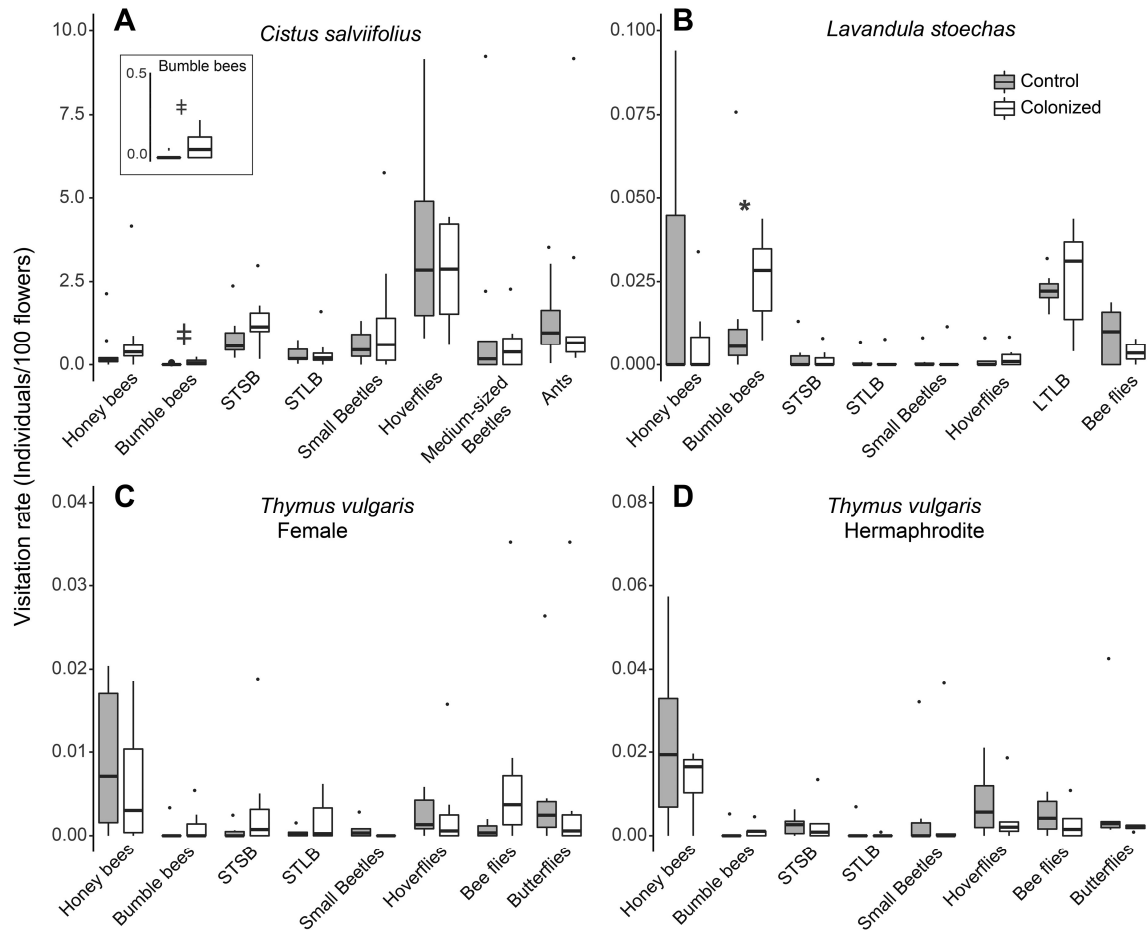 Visitation rate (Individuals/100 flowers)
A
Cistus salviifolius
10.0
7.5
5.0
2.5
0.0
Bumble bees
0.5
0.0
‡
‡
Honey bees
Bumble bees
STSB
STLB
Small Beetles
Hoverflies
Medium-sized
Beetles
Ants
B
Lavandula stoechas
0.100
0.075
0.050
0.025
0.000
Control
Colonized
*
Honey bees
Bumble bees
STSB
STLB
Small Beetles
Hoverflies
LTLB
Bee flies
C
Thymus vulgaris
Female
0.04
0.03
0.02
0.01
0.00
Honey bees
Bumble bees
STSB
STLB
Small Beetles
Hoverflies
Bee flies
Butterflies
D
Thymus vulgaris
Hermaphrodite
0.08
0.06
0.04
0.02
0.00
Honey bees
Bumble bees
STSB
STLB
Small Beetles
Hoverflies
Bee flies
Butterflies